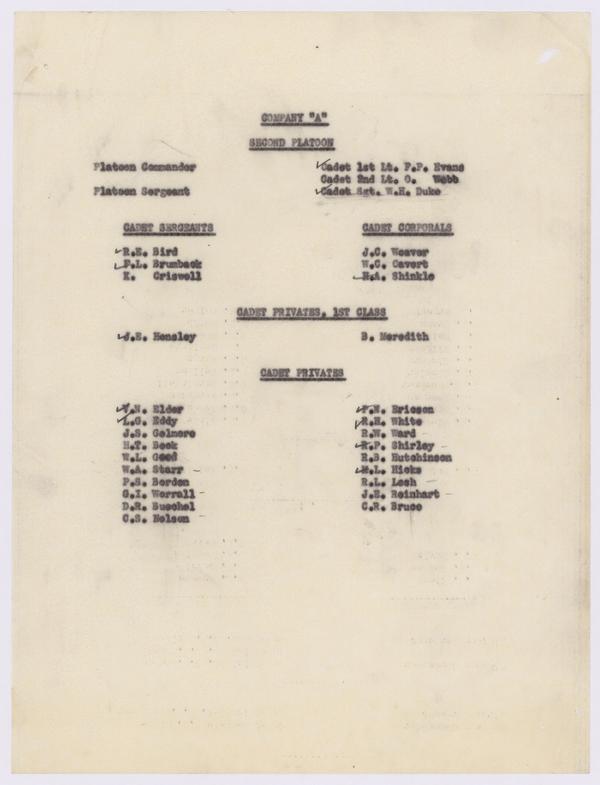 COMPANY "A"
SECOND PLATOON
Platoon Commander Cadet 1st Lt. F.P. Evans
Cadet 2nd Lt. O. Webb
Platoon Sergeant Cadet Sgt. W.H. Duke
CADET SERGEANTS CADET CORPORALS
R.E. Bird J.C. Weaver
F.L. Brumback W.C. Cavert
K. Criswell H.A. Shinkle
CADET PRIVATES, 1ST CLASS
J.E. Hensley B. Meredith
CADET PRIVATES
V.N. Elder F.N. Ericson
L.G. Eddy R.H. White
J.S. Gelmore R.W. Ward
H.T. Beck R.P. Shirley
W.L. Good R.B. Hutchinson
W.A. Starr M.L. Hicks
P.S. Borden R.L. Lesh
G.I. Worrall J.E. Reinhart
D.R. Bueschel C.R. Bruce
C.S. Nelson